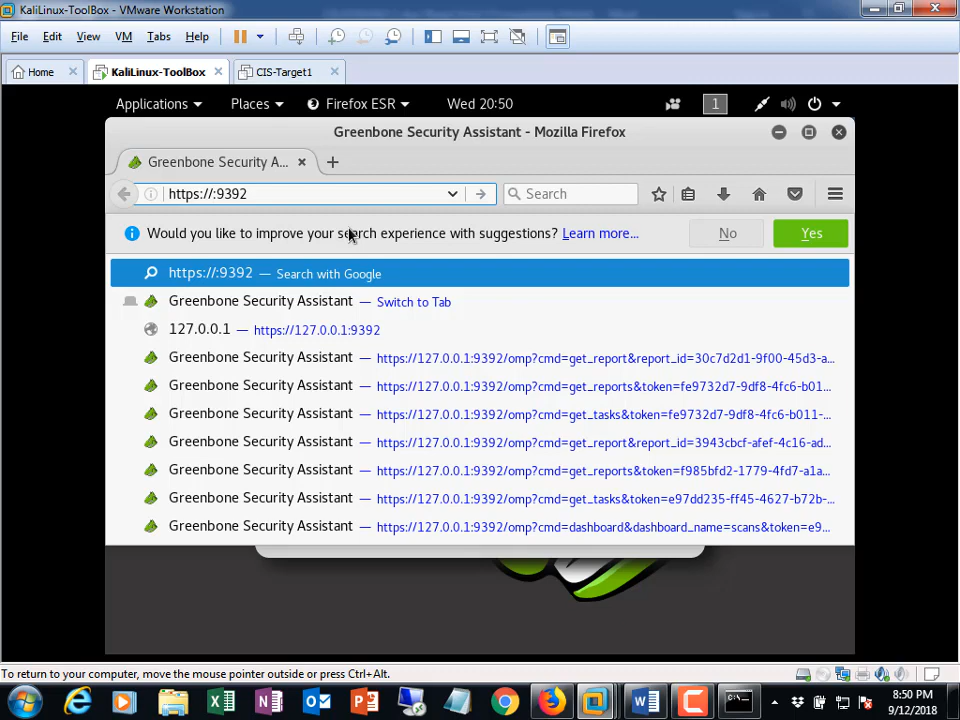 KaliLinux-ToolBox - VMware Workstation
File Edit View VM Tabs Help
Home KaliLinux-ToolBox CIS-Target1
Applications Places Firefox ESR Wed 20:50 1
Greenbone Security Assistant - Mozilla Firefox
Greenbone Security A...
https://:9392 Search
Would you like to improve your search experience with suggestions? Learn more... No Yes
https://:9392 — Search with Google
Greenbone Security Assistant — Switch to Tab
127.0.0.1 — https://127.0.0.1:9392
Greenbone Security Assistant — https://127.0.0.1:9392/omp?cmd=get_report&report_id=30c7d2d1-9f00-45d3-a...
Greenbone Security Assistant — https://127.0.0.1:9392/omp?cmd=get_reports&token=fe9732d7-9df8-4fc6-b01...
Greenbone Security Assistant — https://127.0.0.1:9392/omp?cmd=get_tasks&token=fe9732d7-9df8-4fc6-b011-...
Greenbone Security Assistant — https://127.0.0.1:9392/omp?cmd=get_report&report_id=3943cbcf-afef-4c16-ad...
Greenbone Security Assistant — https://127.0.0.1:9392/omp?cmd=get_reports&token=f985bfd2-1779-4fd7-a1a...
Greenbone Security Assistant — https://127.0.0.1:9392/omp?cmd=get_tasks&token=e97dd235-ff45-4627-b72b-...
Greenbone Security Assistant — https://127.0.0.1:9392/omp?cmd=dashboard&dashboard_name=scans&token=e9...
To return to your computer, move the mouse pointer outside or press Ctrl+Alt.
8:50 PM
9/12/2018